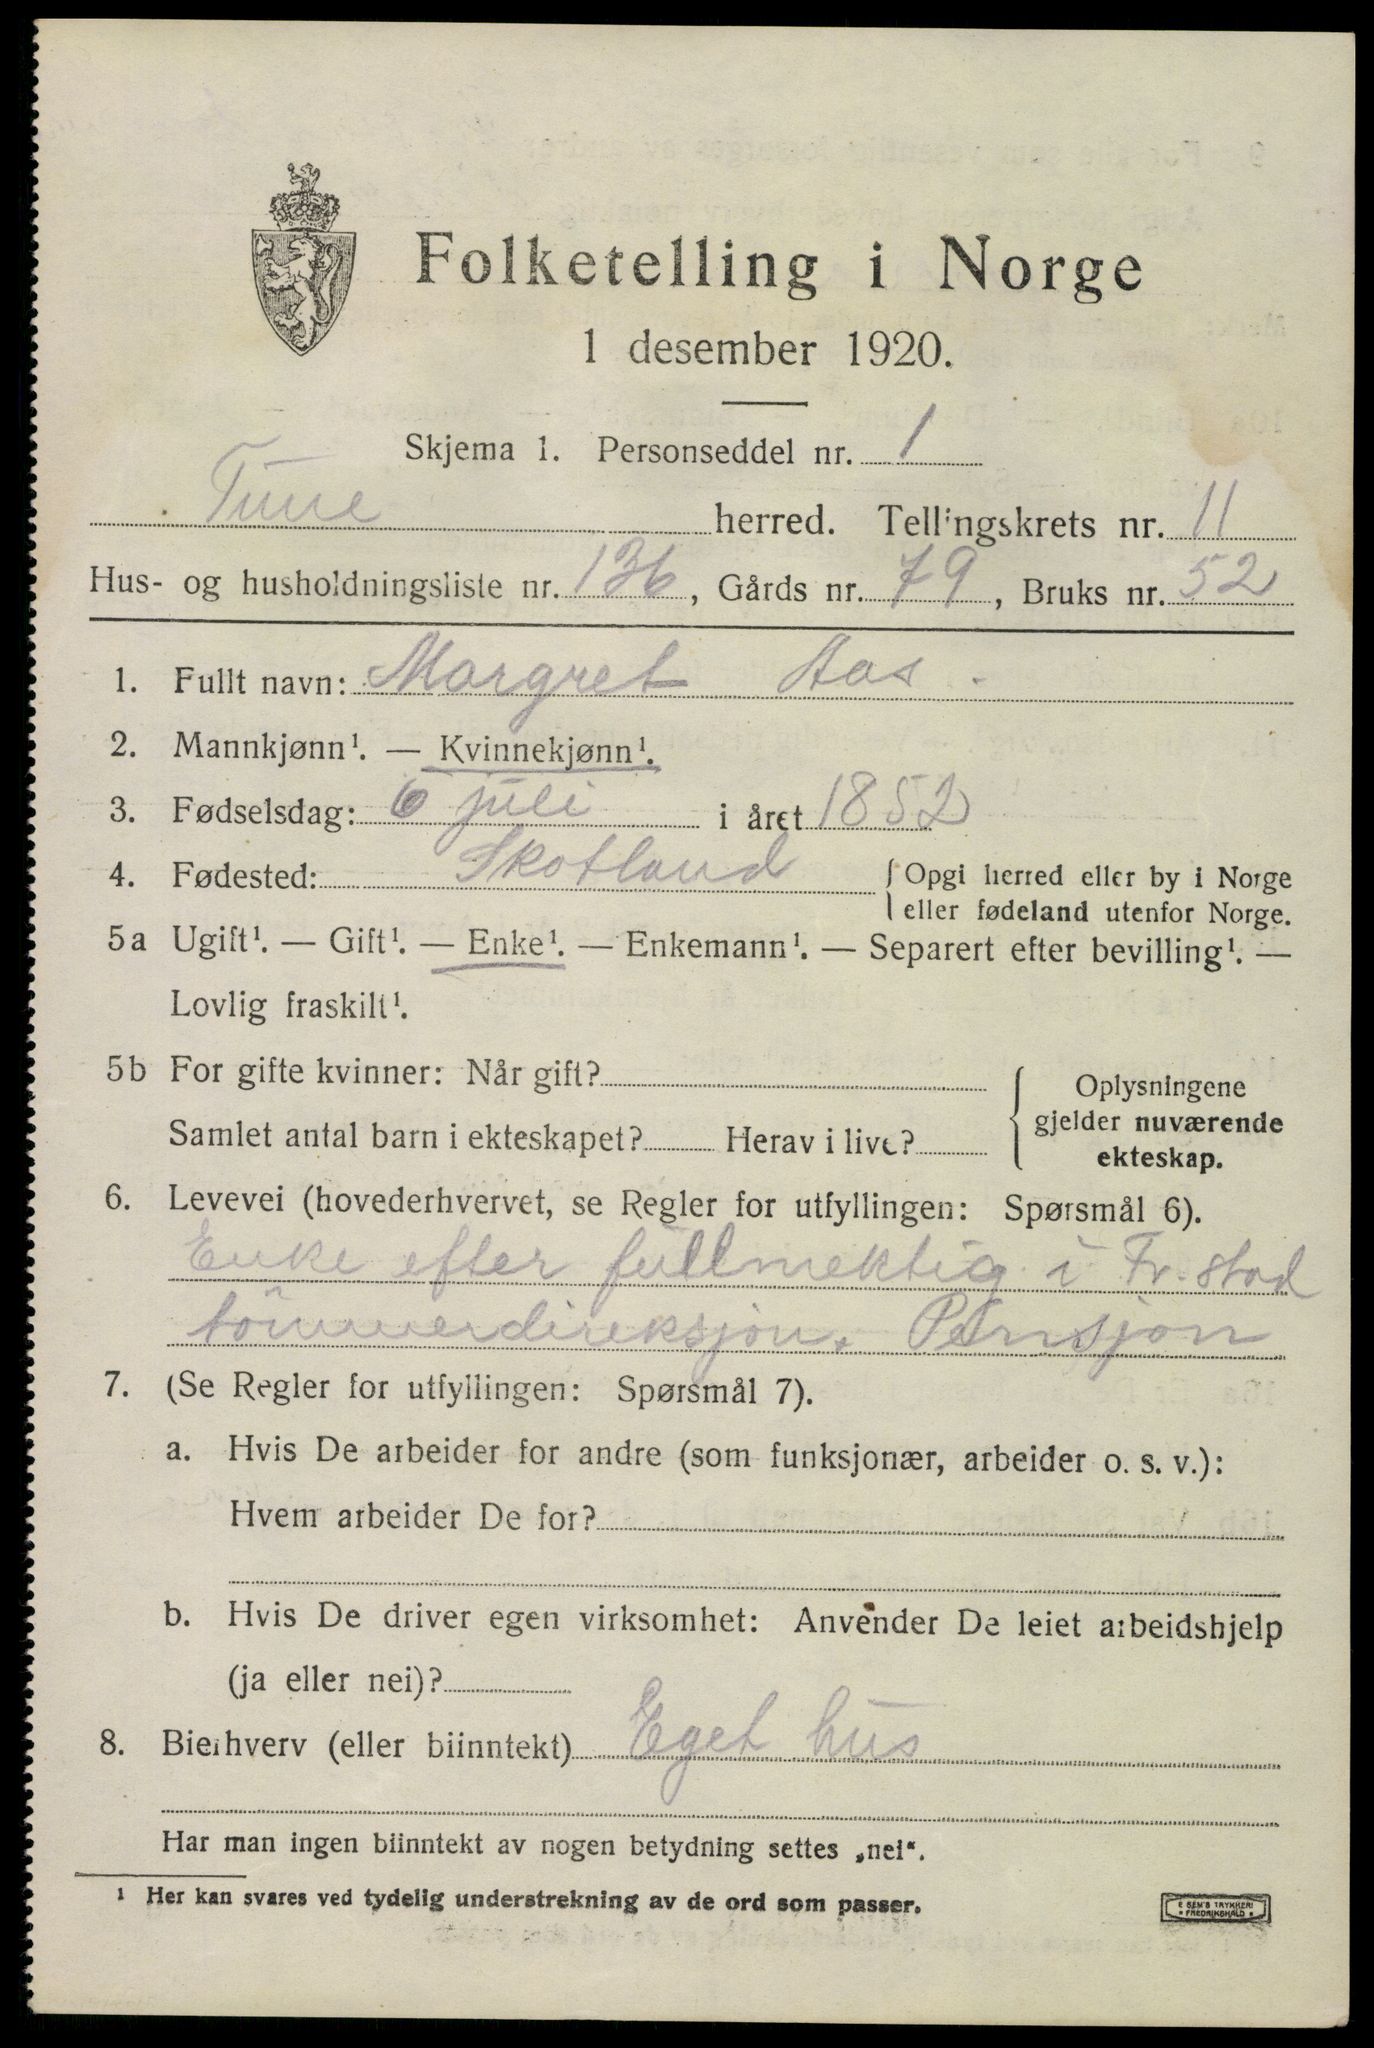 Folketelling i Norge
1 desember 1920.
Skjema 1. Personseddel nr. 1
Tune herred. Tellingskrets nr. 11
Hus- og husholdningsliste nr. 136, Gårds nr. 79, Bruks nr. 52
1. Fullt navn: Margret Aas.
2. Mannkjønn¹. — Kvinnekjønn¹.
3. Fødselsdag: 6 juli i året 1852
4. Fødested: Skotland { Opgi herred eller by i Norge
eller fødeland utenfor Norge.
5a Ugift¹. — Gift¹. — Enke¹. — Enkemann¹. — Separert efter bevilling¹. —
Lovlig fraskilt¹.
5b For gifte kvinner: Når gift?
Samlet antal barn i ekteskapet? Herav i live?
Oplysningene
gjelder nuværende
ekteskap.
6. Levevei (hovederhvervet, se Regler for utfyllingen: Spørsmål 6).
Enke efter fullmektig i Fr.stad
tömmerdireksjon. Pensjon
7. (Se Regler for utfyllingen: Spørsmål 7).
a. Hvis De arbeider for andre (som funksjonær, arbeider o. s. v.):
Hvem arbeider De for?
b. Hvis De driver egen virksomhet: Anvender De leiet arbeidshjelp
(ja eller nei)?
8. Bierhverv (eller biinntekt) Eget hus
Har man ingen biinntekt av nogen betydning settes „nei“.
¹ Her kan svares ved tydelig understrekning av de ord som passer.
E SEM'S TRYKKERI
* FREDRIKSHALD *